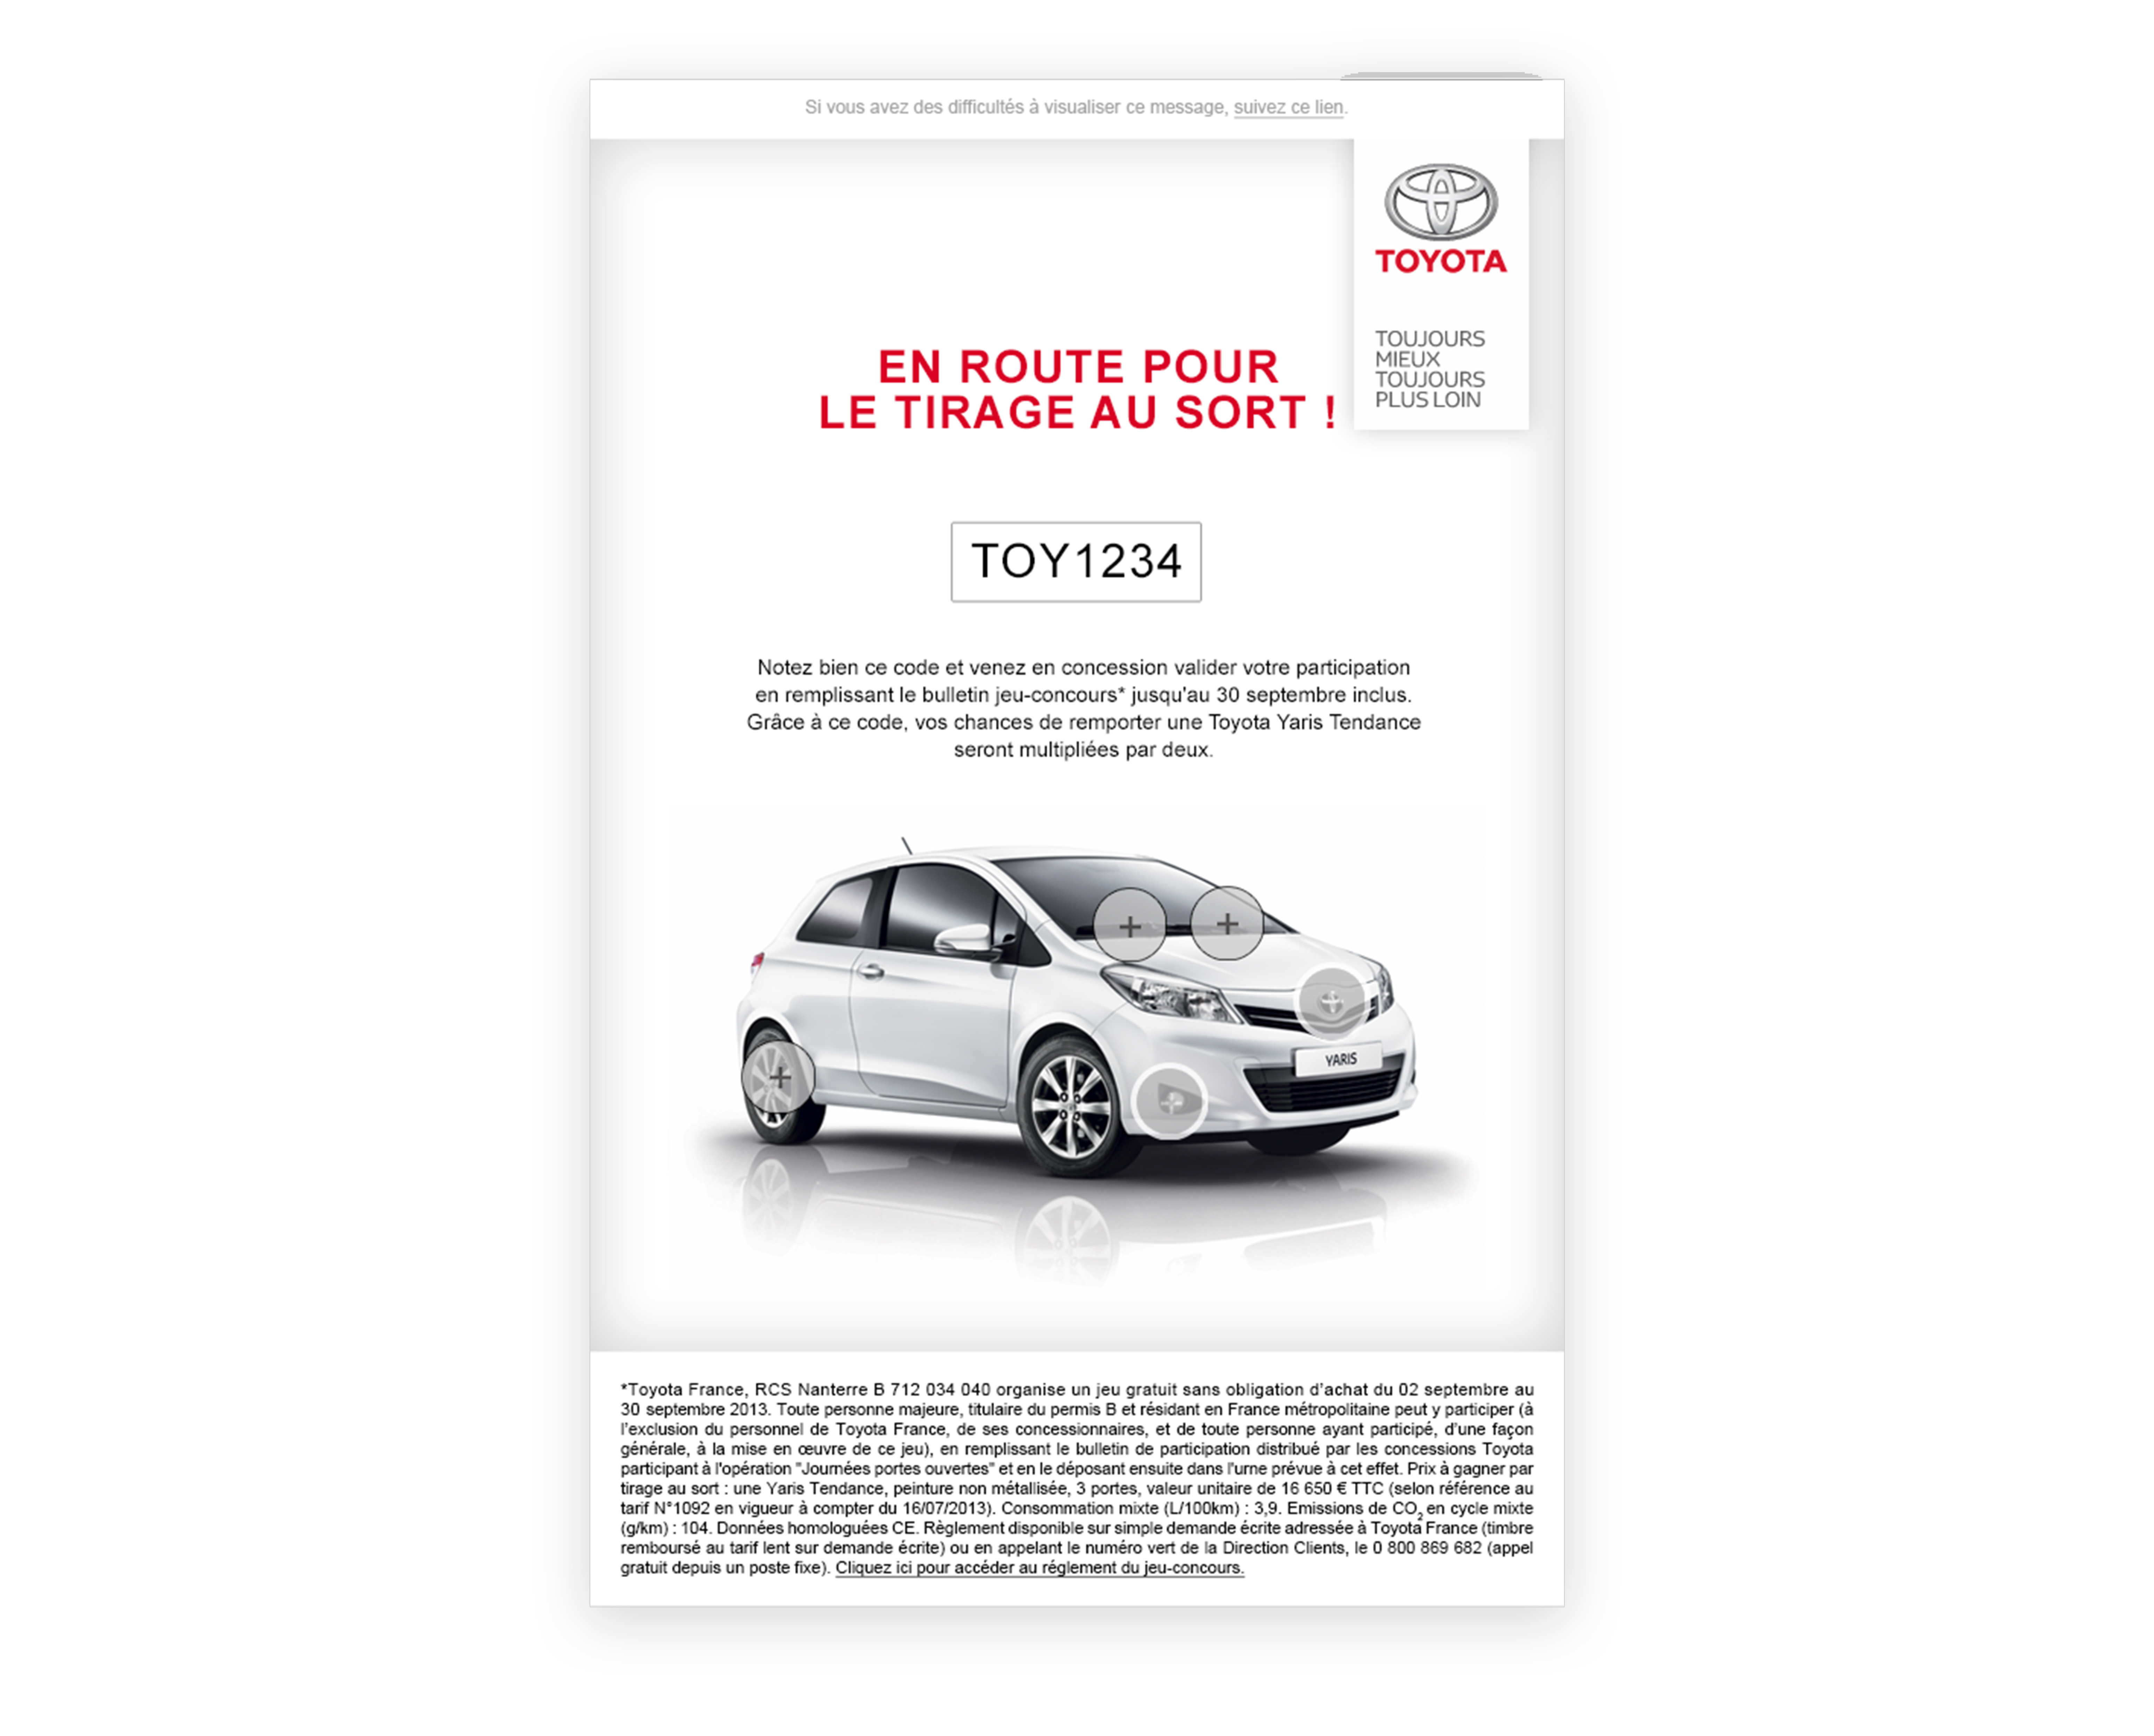 Si vous avez des difficultés à visualiser ce message, suivez ce lien.
TOYOTA
TOUJOURS
MIEUX
TOUJOURS
PLUS LOIN
EN ROUTE POUR
LE TIRAGE AU SORT !
TOY1234
Notez bien ce code et venez en concession valider votre participation
en remplissant le bulletin jeu-concours* jusqu'au 30 septembre inclus.
Grâce à ce code, vos chances de remporter une Toyota Yaris Tendance
seront multipliées par deux.
YARIS
*Toyota France, RCS Nanterre B 712 034 040 organise un jeu gratuit sans obligation d'achat du 02 septembre au
30 septembre 2013. Toute personne majeure, titulaire du permis B et résidant en France métropolitaine peut y participer (à
l'exclusion du personnel de Toyota France, de ses concessionnaires, et de toute personne ayant participé, d'une façon
générale, à la mise en œuvre de ce jeu), en remplissant le bulletin de participation distribué par les concessions Toyota
participant à l'opération "Journées portes ouvertes" et en le déposant ensuite dans l'urne prévue à cet effet. Prix à gagner par
tirage au sort : une Yaris Tendance, peinture non métallisée, 3 portes, valeur unitaire de 16 650 € TTC (selon référence au
tarif N°1092 en vigueur à compter du 16/07/2013). Consommation mixte (L/100km) : 3,9. Emissions de CO2 en cycle mixte
(g/km) : 104. Données homologuées CE. Règlement disponible sur simple demande écrite adressée à Toyota France (timbre
remboursé au tarif lent sur demande écrite) ou en appelant le numéro vert de la Direction Clients, le 0 800 869 682 (appel
gratuit depuis un poste fixe). Cliquez ici pour accéder au réglement du jeu-concours.